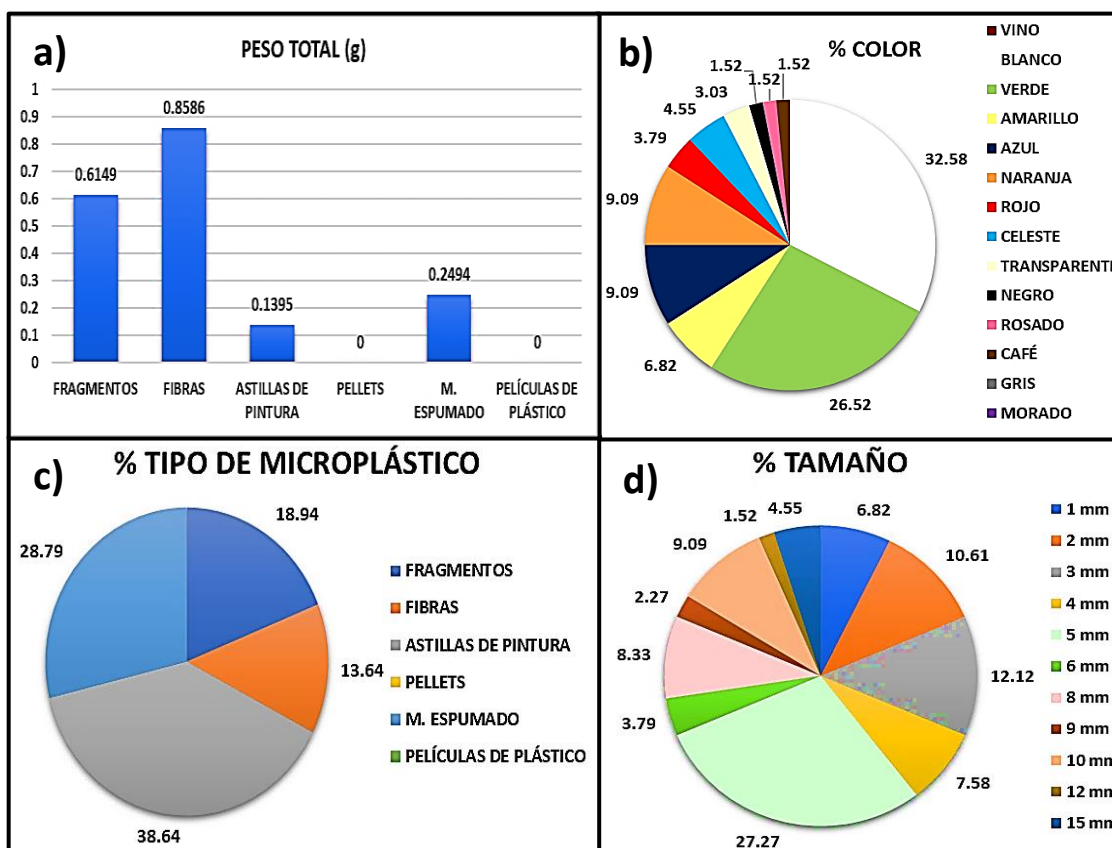 a)
PESO TOTAL (g)
1
0.9
0.8
0.7
0.6
0.5
0.4
0.3
0.2
0.1
0
0.6149
0.8586
0.1395
0
0.2494
0
FRAGMENTOS
FIBRAS
ASTILLAS DE
PINTURA
PELLETS
M.
ESPUMADO
PELÍCULAS DE
PLÁSTICO
b)
% COLOR
32.58
26.52
6.82
9.09
9.09
3.79
4.55
3.03
1.52
1.52
1.52
VINO
BLANCO
VERDE
AMARILLO
AZUL
NARANJA
ROJO
CELESTE
TRANSPARENTE
NEGRO
ROSADO
CAFÉ
GRIS
MORADO
c)
% TIPO DE MICROPLÁSTICO
18.94
13.64
38.64
28.79
FRAGMENTOS
FIBRAS
ASTILLAS DE PINTURA
PELLETS
M. ESPUMADO
PELÍCULAS DE PLÁSTICO
d)
% TAMAÑO
6.82
10.61
12.12
7.58
27.27
3.79
8.33
2.27
9.09
1.52
4.55
1 mm
2 mm
3 mm
4 mm
5 mm
6 mm
8 mm
9 mm
10 mm
12 mm
15 mm